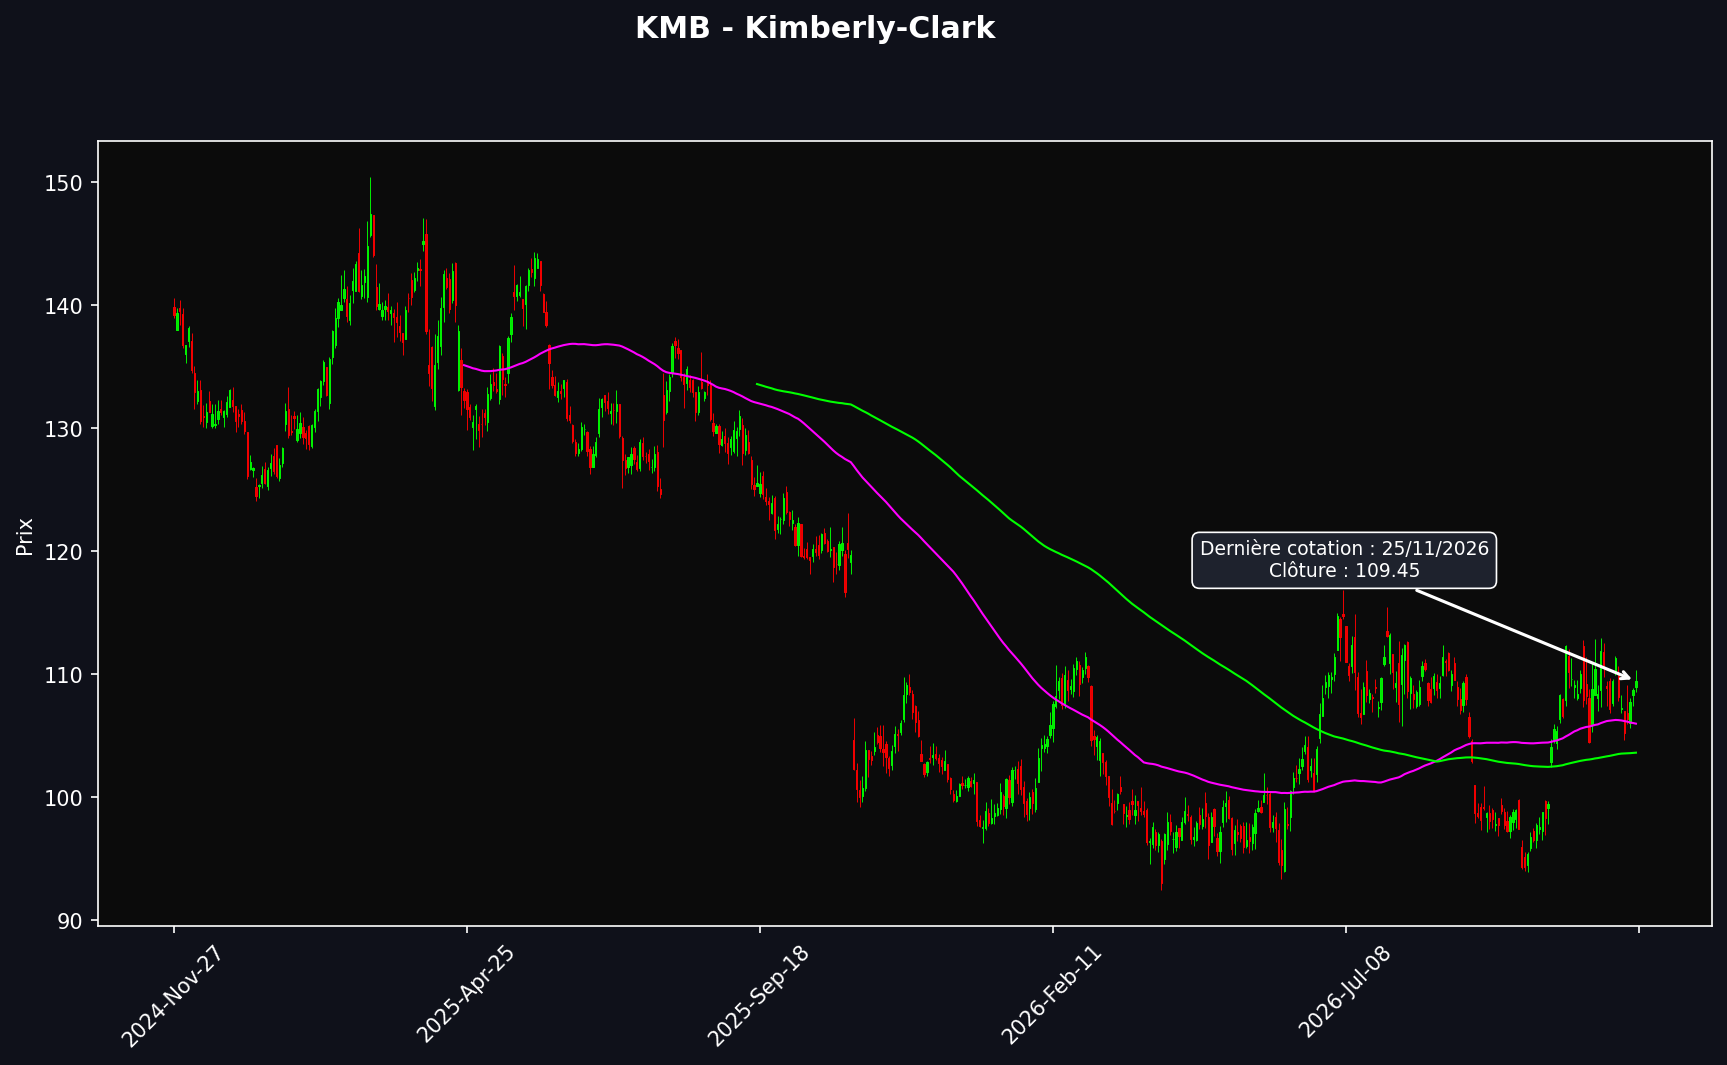 KMB - Kimberly-Clark
150
140
130
120
110
100
90
Prix
Dernière cotation : 25/11/2026
Clôture : 109.45
2024-Nov-27
2025-Apr-25
2025-Sep-18
2026-Feb-11
2026-Jul-08